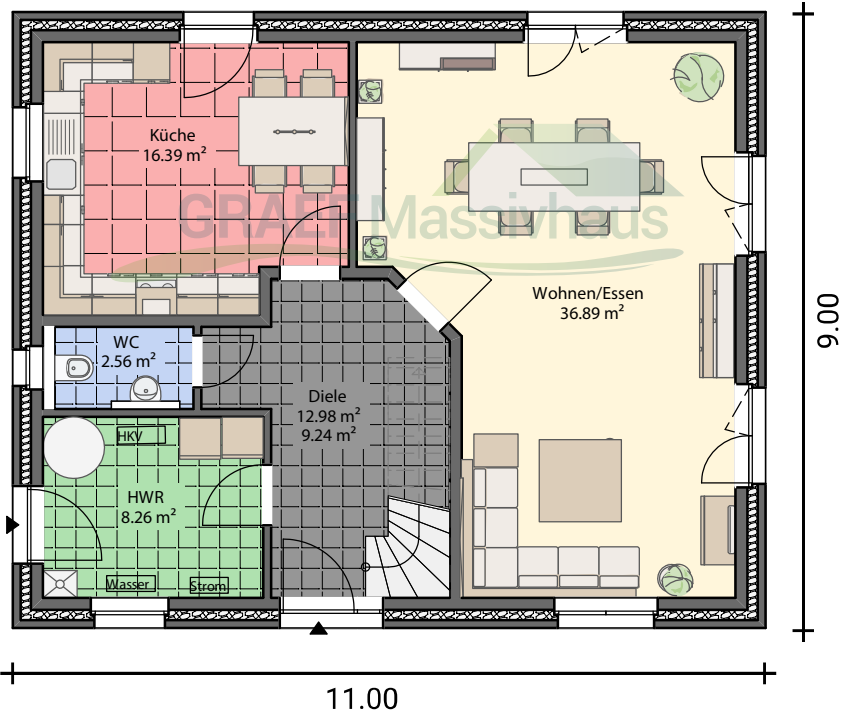 Küche
16.39 m²
GRAEF Massivhaus
Wohnen/Essen
36.89 m²
WC
2.56 m²
Diele
12.98 m²
9.24 m²
HKV
HWR
8.26 m²
Wasser
Strom
9.00
11.00